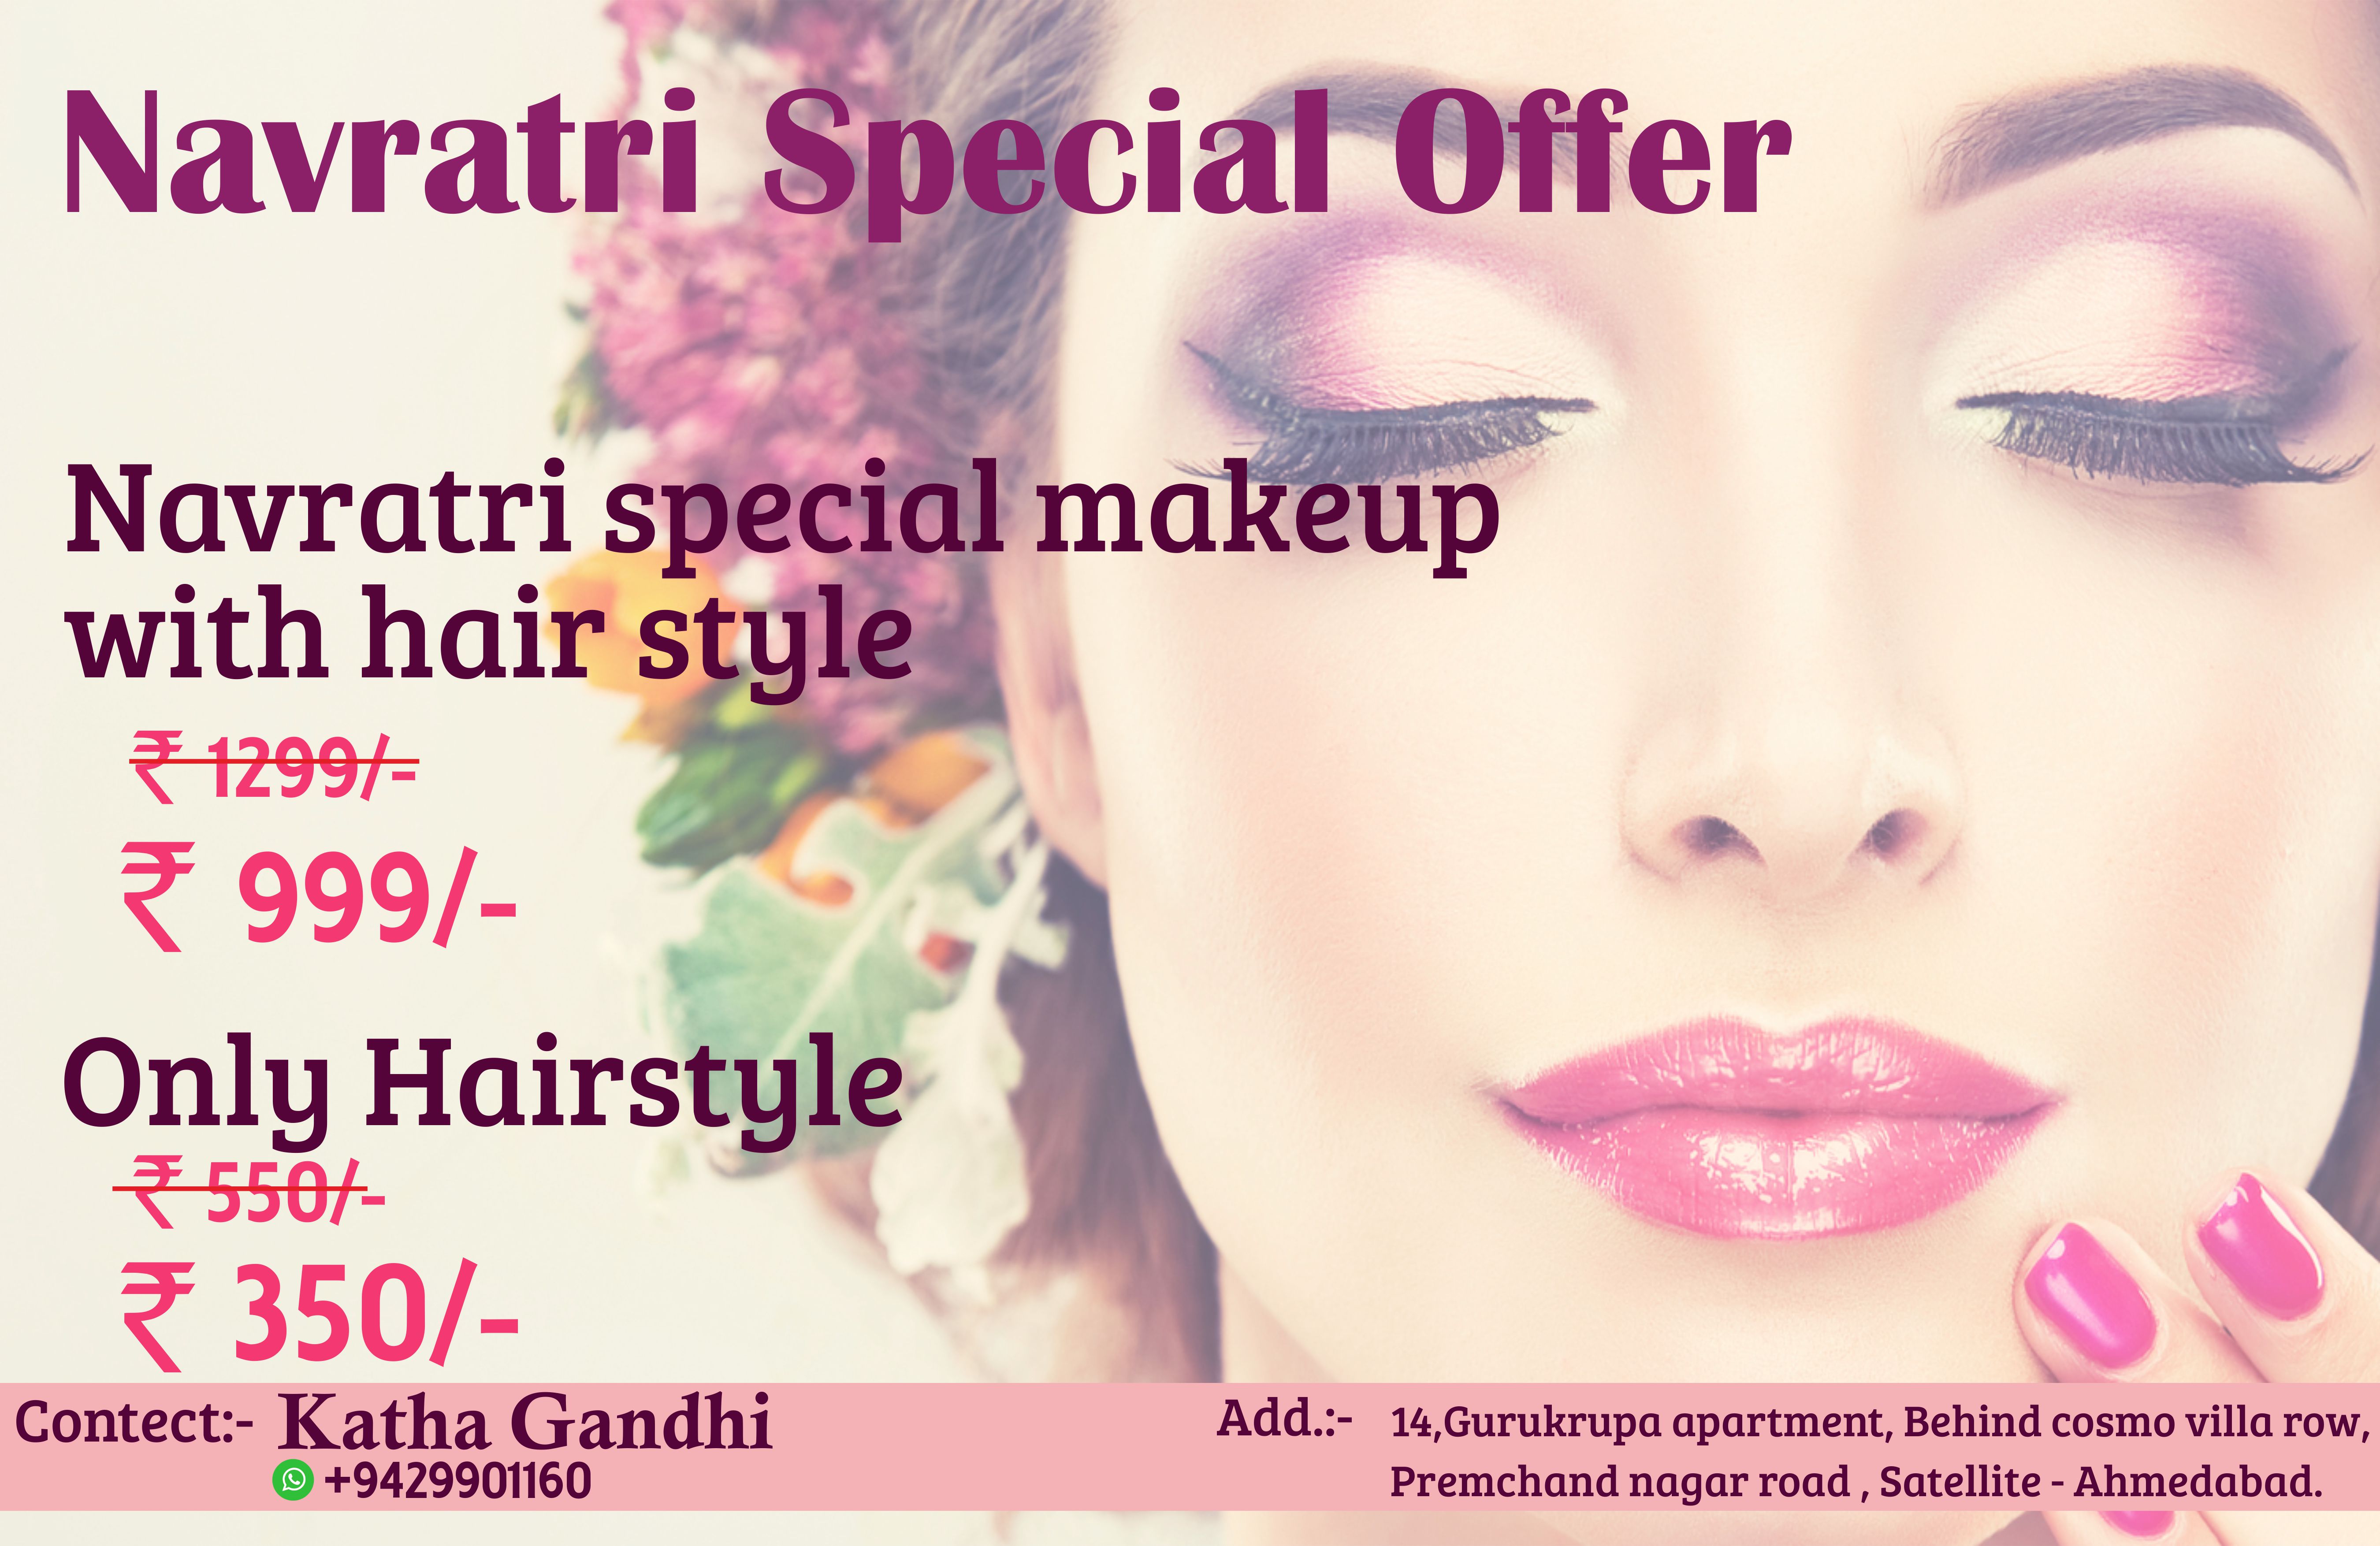 Navratri Special Offer
Navratri special makeup
with hair style
₹ 1299/-
₹ 999/-
Only Hairstyle
₹ 550/-
₹ 350/-
Contect:- Katha Gandhi
+9429901160
Add.:- 14,Gurukrupa apartment, Behind cosmo villa row,
Premchand nagar road , Satellite - Ahmedabad.